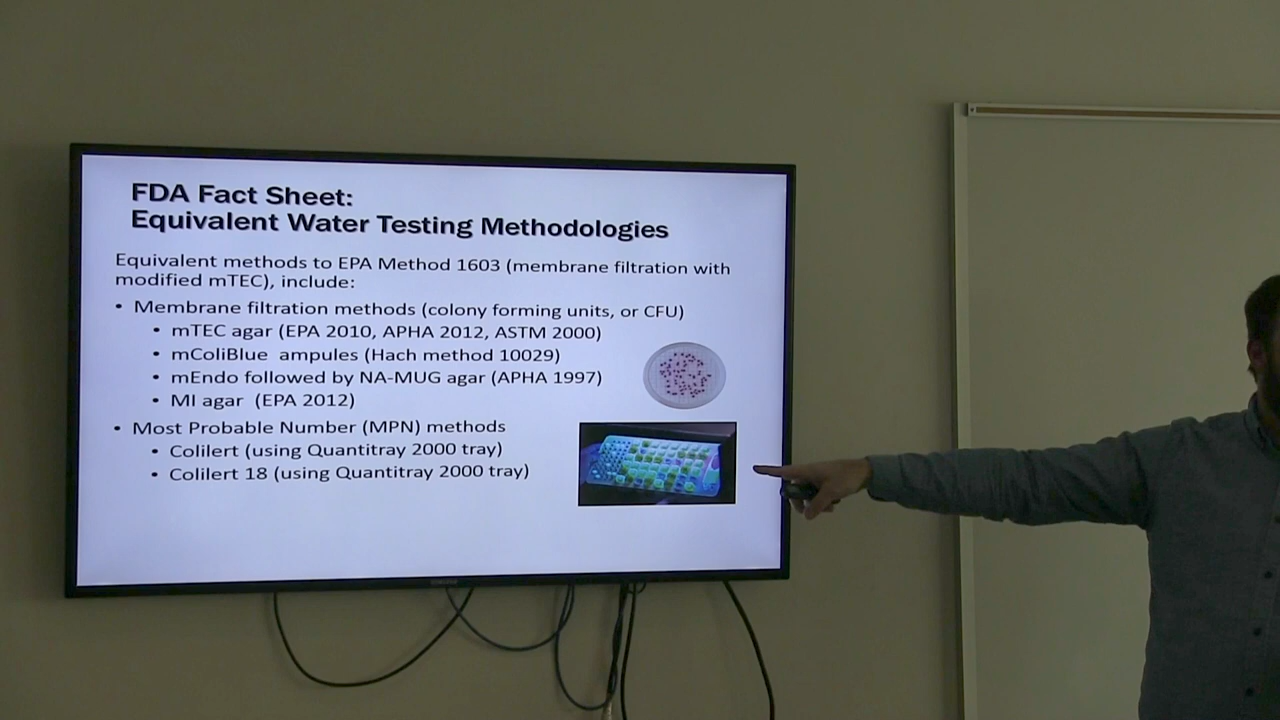 FDA Fact Sheet:
Equivalent Water Testing Methodologies
Equivalent methods to EPA Method 1603 (membrane filtration with
modified mTEC), include:
• Membrane filtration methods (colony forming units, or CFU)
• mTEC agar (EPA 2010, APHA 2012, ASTM 2000)
• mColiBlue ampules (Hach method 10029)
• mEndo followed by NA-MUG agar (APHA 1997)
• MI agar (EPA 2012)
• Most Probable Number (MPN) methods
• Colilert (using Quantitray 2000 tray)
• Colilert 18 (using Quantitray 2000 tray)